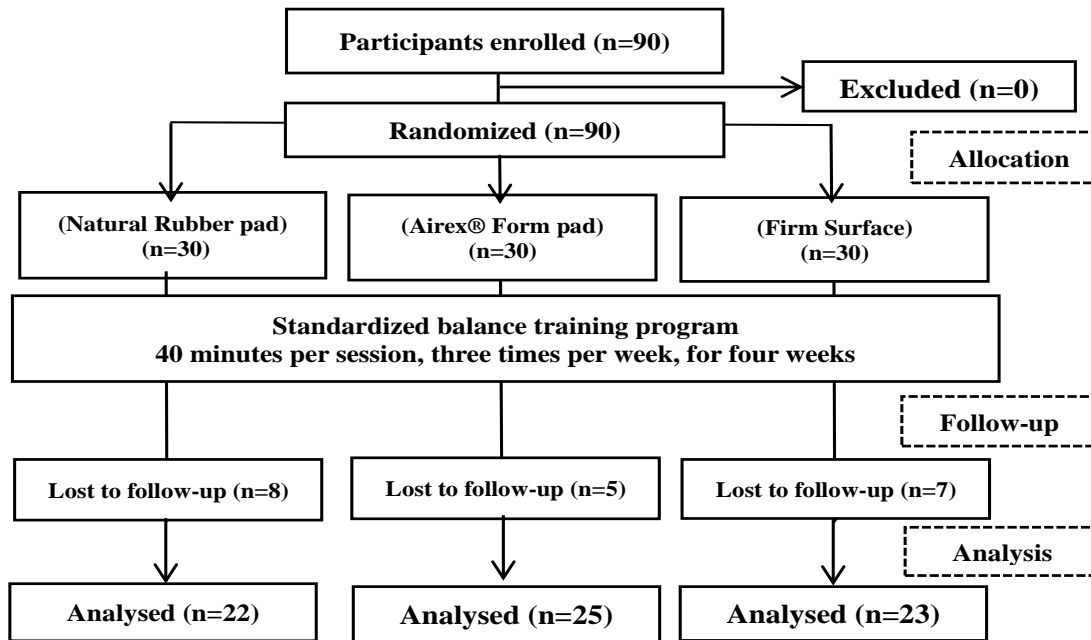 Participants enrolled (n=90)
Excluded (n=0)
Randomized (n=90)
Allocation
(Natural Rubber pad)
(n=30)
(Airex® Form pad)
(n=30)
(Firm Surface)
(n=30)
Standardized balance training program
40 minutes per session, three times per week, for four weeks
Follow-up
Lost to follow-up (n=8)
Lost to follow-up (n=5)
Lost to follow-up (n=7)
Analysis
Analysed (n=22)
Analysed (n=25)
Analysed (n=23)